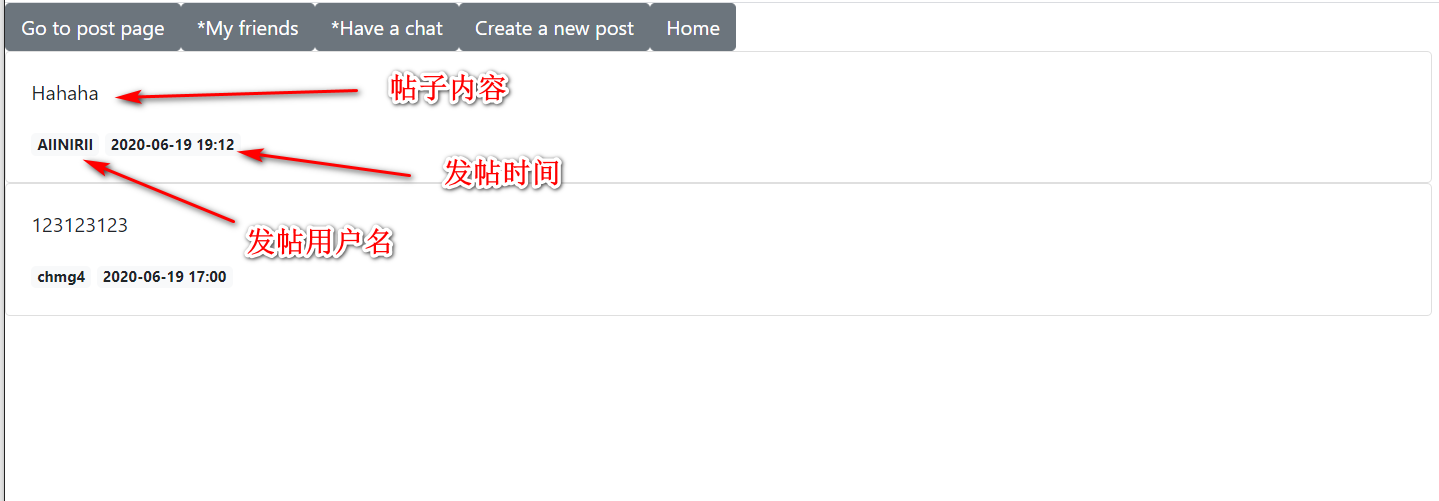 Go to post page *My friends *Have a chat Create a new post Home
Hahaha
帖子内容
AIINIRII 2020-06-19 19:12
发帖时间
123123123
发帖用户名
chmg4 2020-06-19 17:00